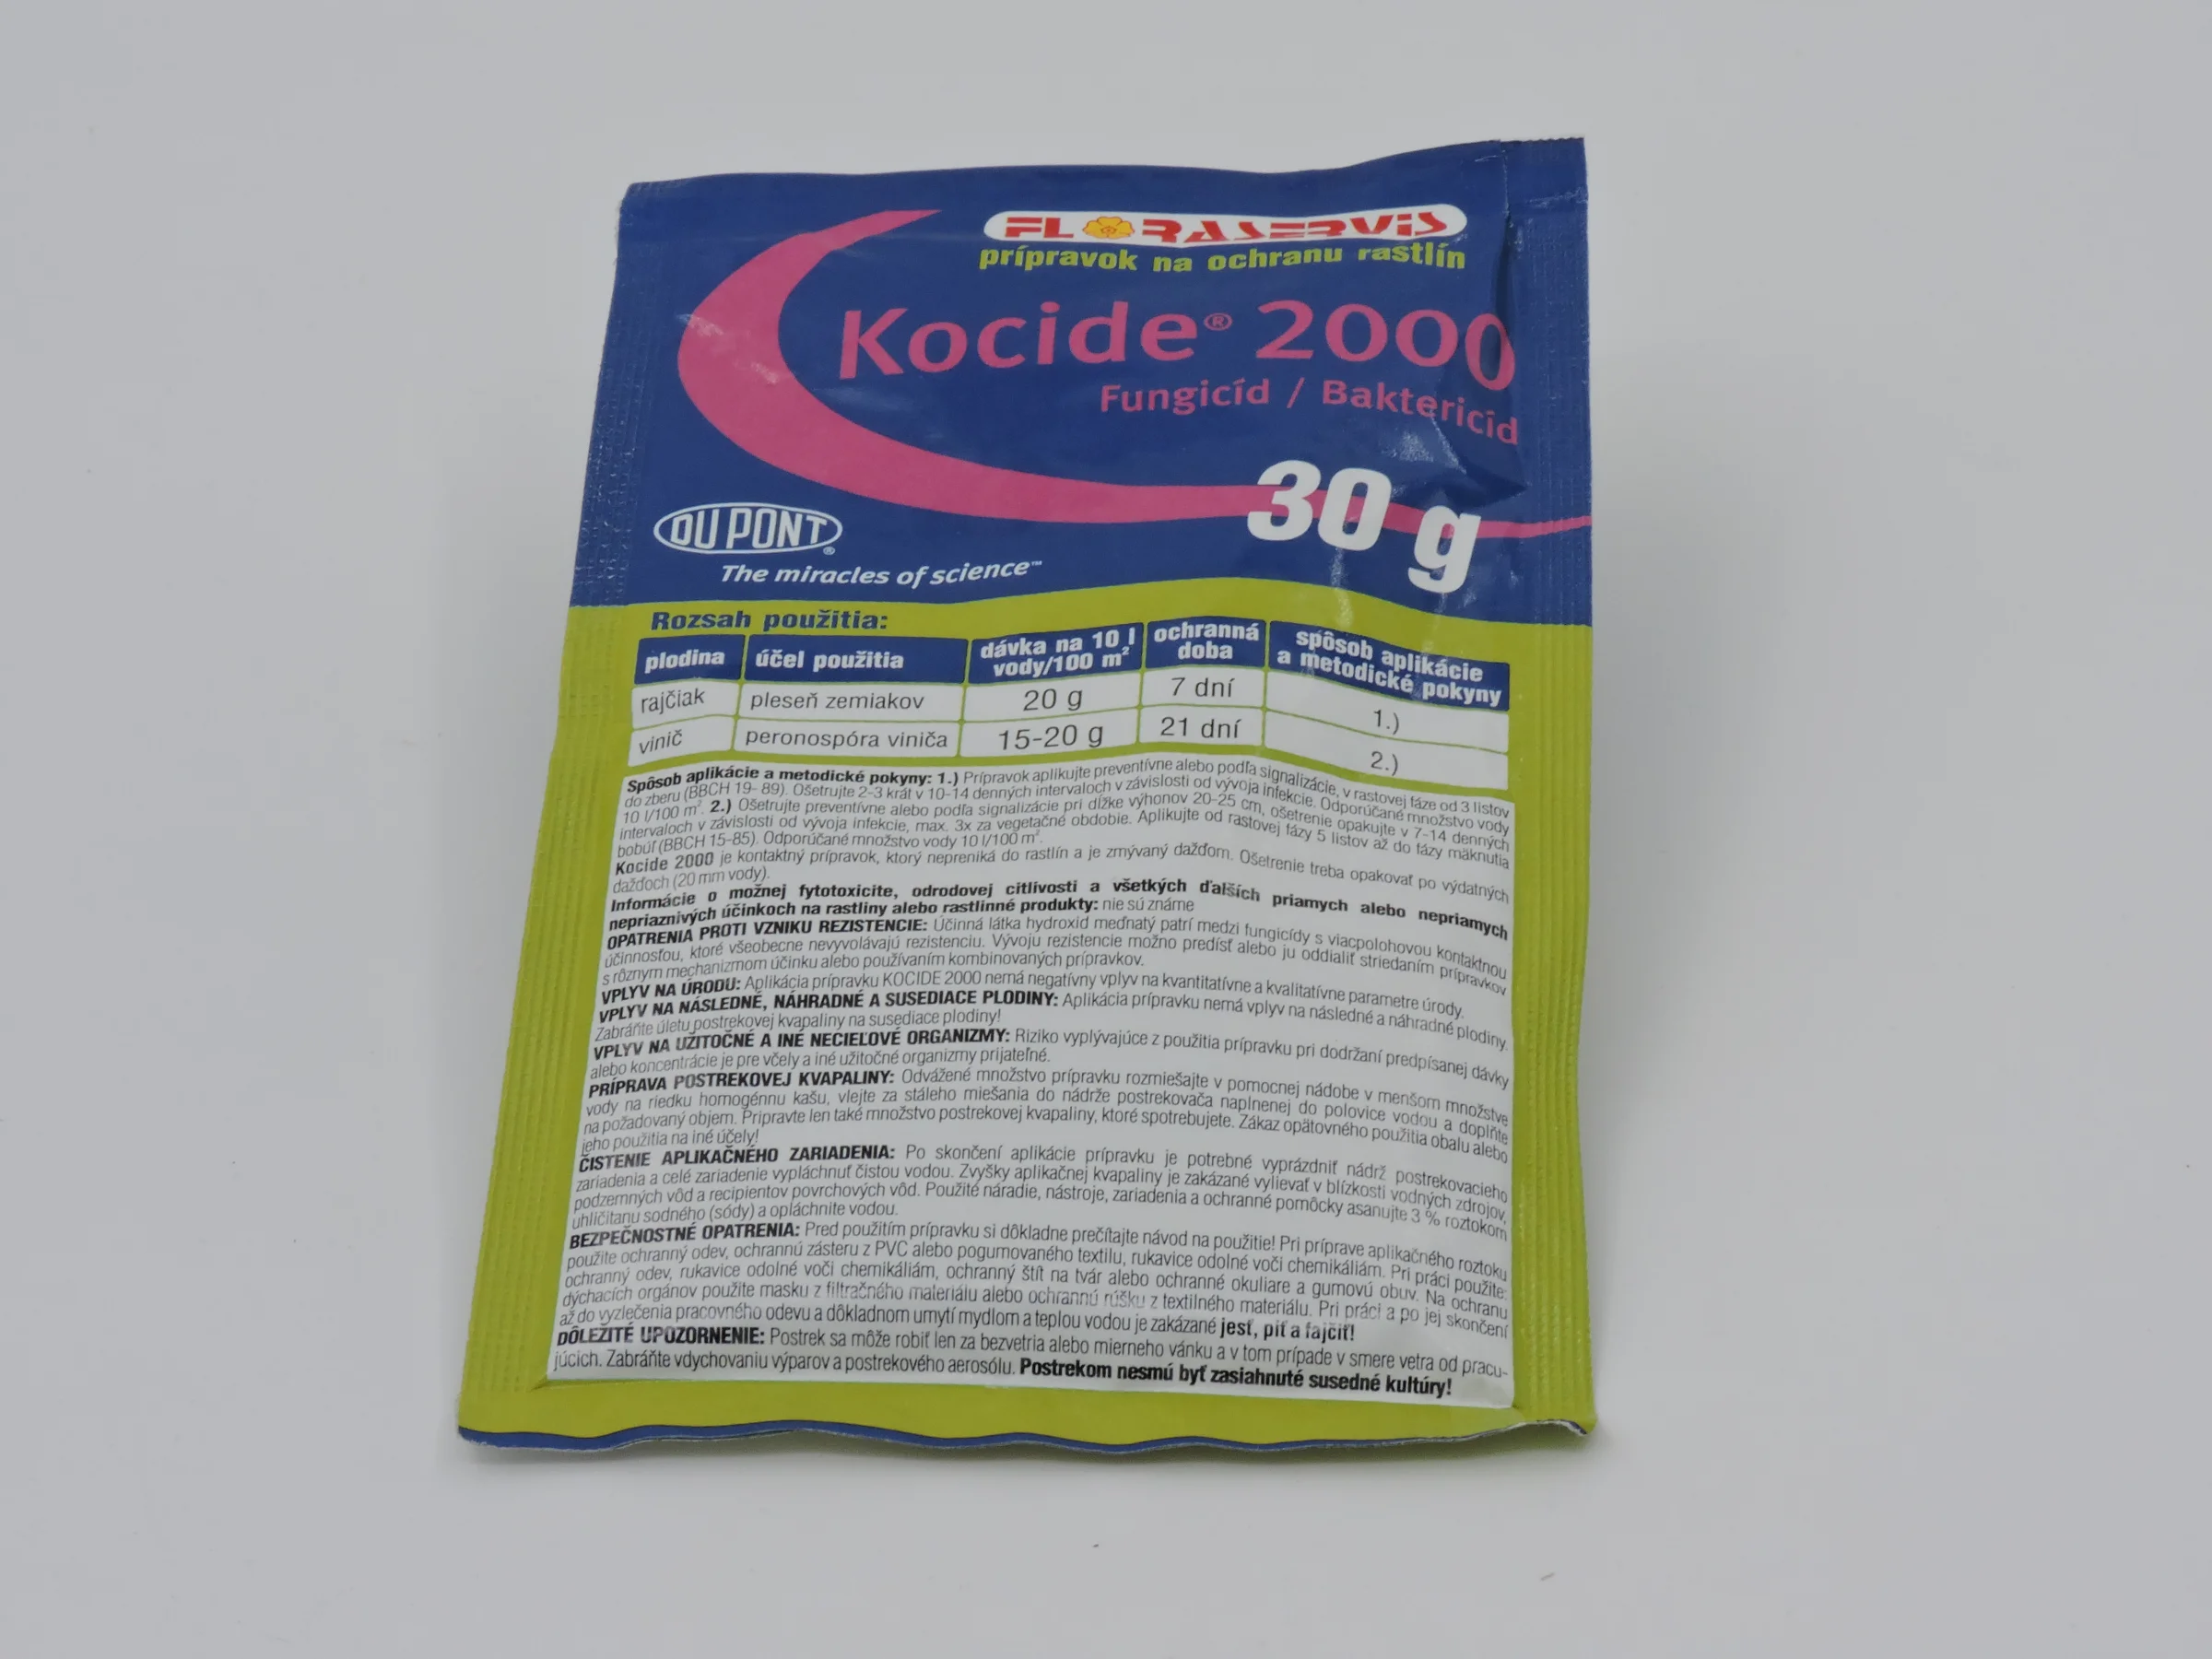 FLORASERVIS
prípravok na ochranu rastlín
Kocide® 2000
Fungicíd / Baktericíd
30 g
DU PONT®
The miracles of science™
Rozsah použitia:
plodina účel použitia dávka na 10 l vody/100 m² ochranná doba spôsob aplikácie a metodické pokyny
rajčiak pleseň zemiakov 20 g 7 dní 1.)
vinič peronospóra viniča 15-20 g 21 dní 2.)
Spôsob aplikácie a metodické pokyny: 1.) Prípravok aplikujte preventívne alebo podľa signalizácie, v rastovej fáze od 3 listov
do zberu (BBCH 19- 89). Ošetrujte 2-3 krát v 10-14 denných intervaloch v závislosti od vývoja infekcie. Odporúčané množstvo vody
10 l/100 m². 2.) Ošetrujte preventívne alebo podľa signalizácie pri dĺžke výhonov 20-25 cm, ošetrenie opakujte v 7-14 denných
intervaloch v závislosti od vývoja infekcie, max. 3x za vegetačné obdobie. Aplikujte od rastovej fázy 5 listov až do fázy mäknutia
bobúľ (BBCH 15-85). Odporúčané množstvo vody 10 l/100 m².
Kocide 2000 je kontaktný prípravok, ktorý nepreniká do rastlín a je zmývaný dažďom. Ošetrenie treba opakovať po výdatných
dažďoch (20 mm vody).
Informácie o možnej fytotoxicite, odrodovej citlivosti a všetkých ďalších priamych alebo nepriamych
nepriaznivých účinkoch na rastliny alebo rastlinné produkty: nie sú známe
OPATRENIA PROTI VZNIKU REZISTENCIE: Účinná látka hydroxid meďnatý patrí medzi fungicídy s viacpolohovou kontaktnou
účinnosťou, ktoré všeobecne nevyvolávajú rezistenciu. Vývoju rezistencie možno predísť alebo ju oddialiť striedaním prípravkov
s rôznym mechanizmom účinku alebo používaním kombinovaných prípravkov.
VPLYV NA ÚRODU: Aplikácia prípravku KOCIDE 2000 nemá negatívny vplyv na kvantitatívne a kvalitatívne parametre úrody.
VPLYV NA NÁSLEDNÉ, NÁHRADNÉ A SUSEDIACE PLODINY: Aplikácia prípravku nemá vplyv na následné a náhradné plodiny.
Zabráňte úletu postrekovej kvapaliny na susediace plodiny!
VPLYV NA UŽITOČNÉ A INÉ NECIEĽOVÉ ORGANIZMY: Riziko vyplývajúce z použitia prípravku pri dodržaní predpísanej dávky
alebo koncentrácie je pre včely a iné užitočné organizmy prijateľné.
PRÍPRAVA POSTREKOVEJ KVAPALINY: Odvážené množstvo prípravku rozmiešajte v pomocnej nádobe v menšom množstve
vody na riedku homogénnu kašu, vlejte za stáleho miešania do nádrže postrekovača naplnenej do polovice vodou a doplňte
na požadovaný objem. Pripravte len také množstvo postrekovej kvapaliny, ktoré spotrebujete. Zákaz opätovného použitia obalu alebo
jeho použitia na iné účely!
ČISTENIE APLIKAČNÉHO ZARIADENIA: Po skončení aplikácie prípravku je potrebné vyprázdniť nádrž postrekovacieho
zariadenia a celé zariadenie vypláchnuť čistou vodou. Zvyšky aplikačnej kvapaliny je zakázané vylievať v blízkosti vodných zdrojov,
podzemných vôd a recipientov povrchových vôd. Použité náradie, nástroje, zariadenia a ochranné pomôcky asanujte 3 % roztokom
uhličitanu sodného (sódy) a opláchnite vodou.
BEZPEČNOSTNÉ OPATRENIA: Pred použitím prípravku si dôkladne prečítajte návod na použitie! Pri príprave aplikačného roztoku
použite ochranný odev, ochrannú zásteru z PVC alebo pogumovaného textilu, rukavice odolné voči chemikáliám. Pri práci použite:
ochranný odev, rukavice odolné voči chemikáliám, ochranný štít na tvár alebo ochranné okuliare a gumovú obuv. Na ochranu
dýchacích orgánov použite masku z filtračného materiálu alebo ochrannú rúšku z textilného materiálu. Pri práci a po jej skončení
až do vyzlečenia pracovného odevu a dôkladnom umytí mydlom a teplou vodou je zakázané jesť, piť a fajčiť!
DÔLEŽITÉ UPOZORNENIE: Postrek sa môže robiť len za bezvetria alebo mierneho vánku a v tom prípade v smere vetra od pracu-
júcich. Zabráňte vdychovaniu výparov a postrekového aerosólu. Postrekom nesmú byť zasiahnuté susedné kultúry!